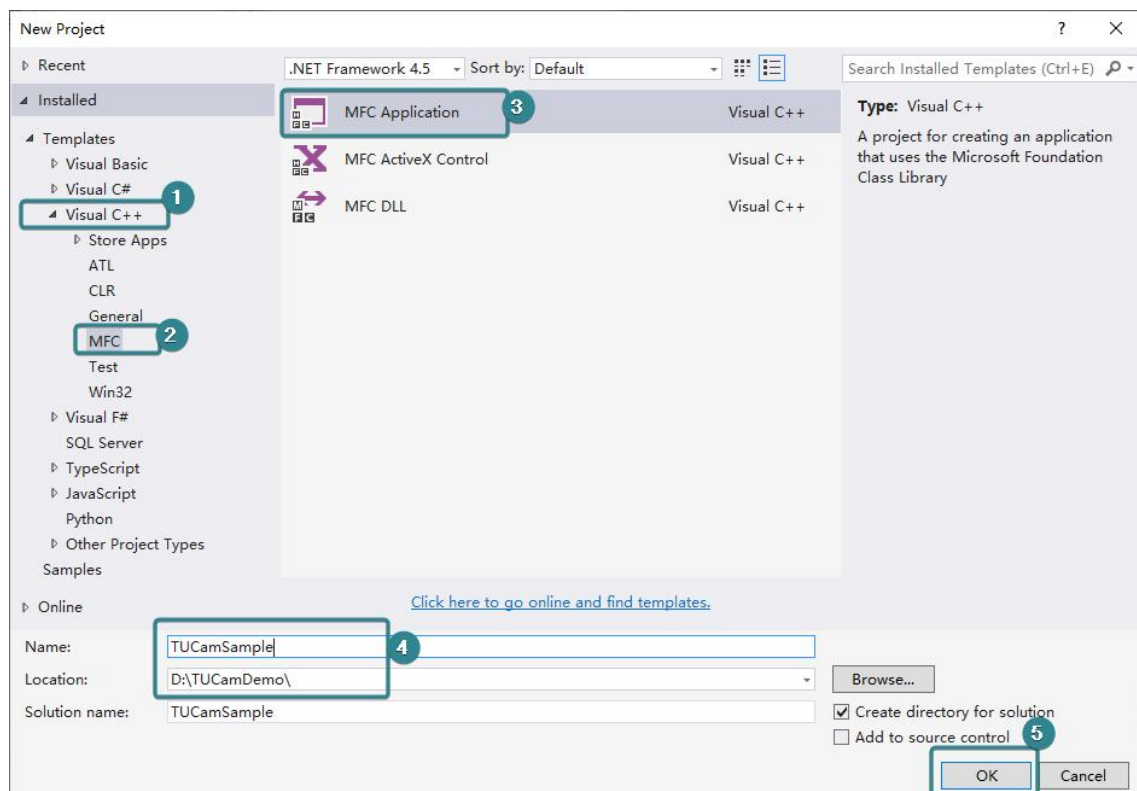 New Project
? ×
Recent
.NET Framework 4.5 Sort by: Default
Search Installed Templates (Ctrl+E)
Installed
Templates
Visual Basic
Visual C#
1
Visual C++
Store Apps
ATL
CLR
General
MFC
2
Test
Win32
Visual F#
SQL Server
TypeScript
JavaScript
Python
Other Project Types
Samples
Online
MFC Application 3 Visual C++
MFC ActiveX Control Visual C++
MFC DLL Visual C++
Type: Visual C++
A project for creating an application
that uses the Microsoft Foundation
Class Library
Click here to go online and find templates.
Name: TUCamSample
4
Location: D:\TUCamDemo\ Browse...
Solution name: TUCamSample
Create directory for solution
Add to source control
5
OK Cancel